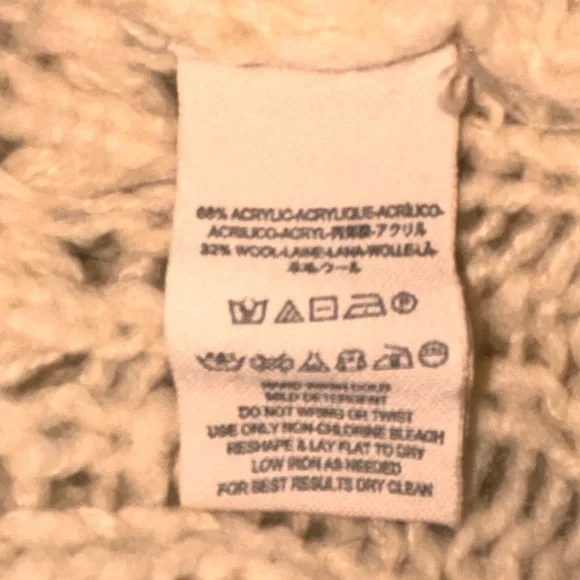 68% ACRYLIC-ACRYLIQUE-ACRÍLICO-
ACRILICO-ACRYL-丙烯酸-アクリル
32% WOOL-LAINE-LANA-WOLLE-LÃ-
羊毛-ウール
P
HAND WASH COLD
MILD DETERGENT
DO NOT WRING OR TWIST
USE ONLY NON-CHLORINE BLEACH
RESHAPE & LAY FLAT TO DRY
LOW IRON AS NEEDED
FOR BEST RESULTS DRY CLEAN